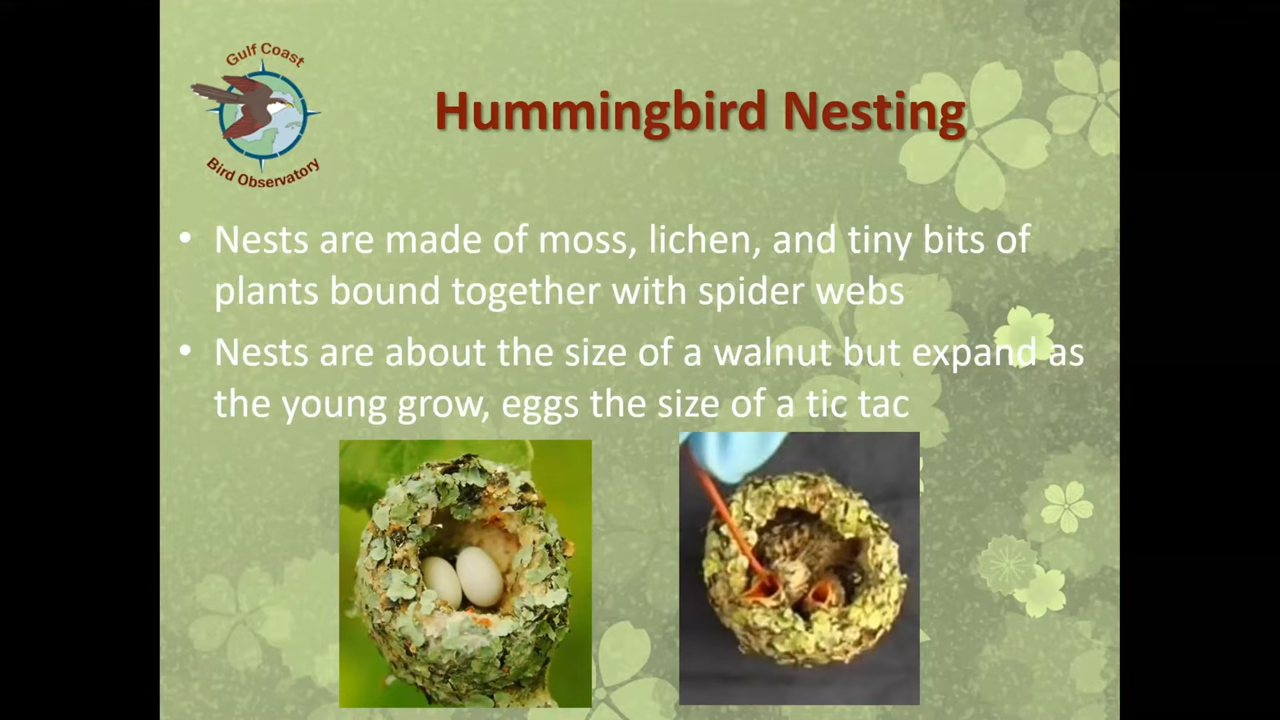 Gulf Coast
Bird Observatory
Hummingbird Nesting
• Nests are made of moss, lichen, and tiny bits of
plants bound together with spider webs
• Nests are about the size of a walnut but expand as
the young grow, eggs the size of a tic tac